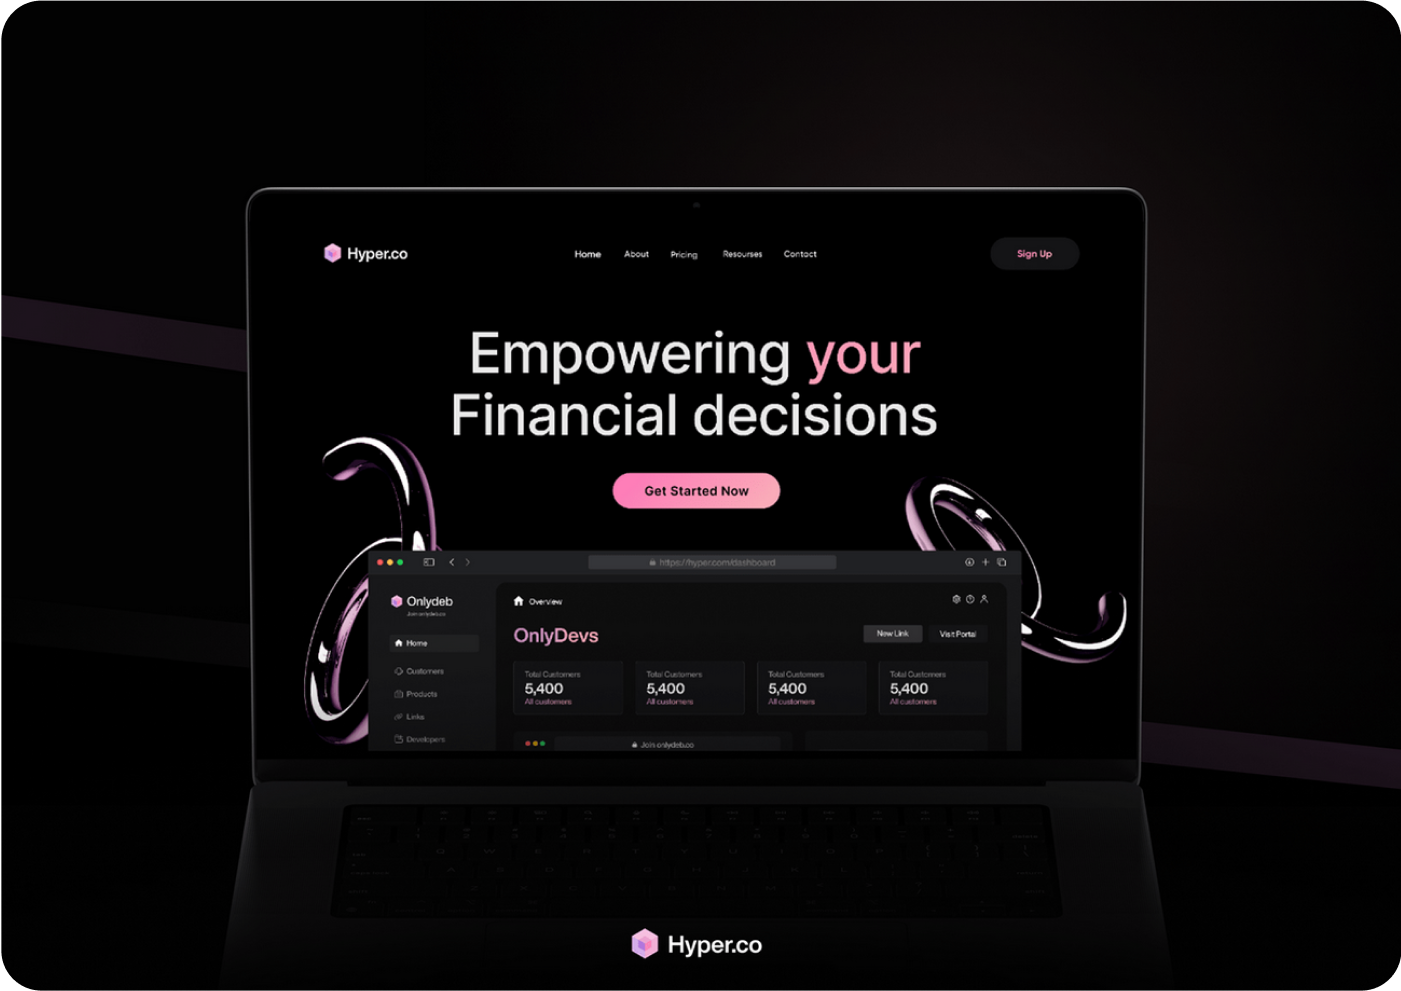 Hyper.co
Home About Pricing Resourses Contact
Sign Up
Empowering your
Financial decisions
Get Started Now
https://hyper.com/dashboard
Onlydeb
Join onlydeb.co
Home
Customers
Products
Links
Developers
Overview
OnlyDevs
New Link Visit Portal
Total Customers
5,400
All customers
Total Customers
5,400
All customers
Total Customers
5,400
All customers
Total Customers
5,400
All customers
Join onlydeb.co
Hyper.co